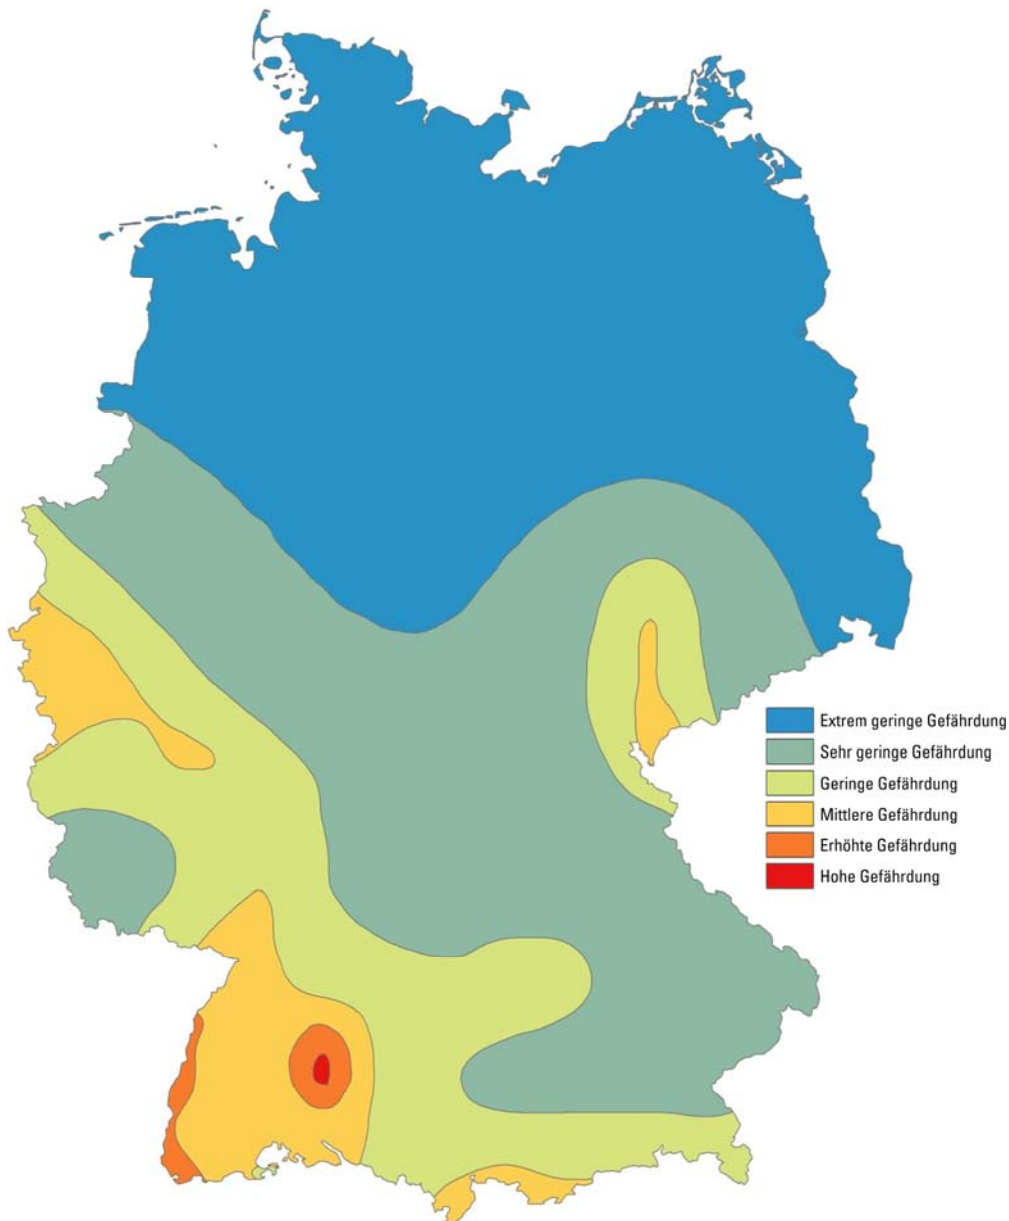 Extrem geringe Gefährdung
Sehr geringe Gefährdung
Geringe Gefährdung
Mittlere Gefährdung
Erhöhte Gefährdung
Hohe Gefährdung